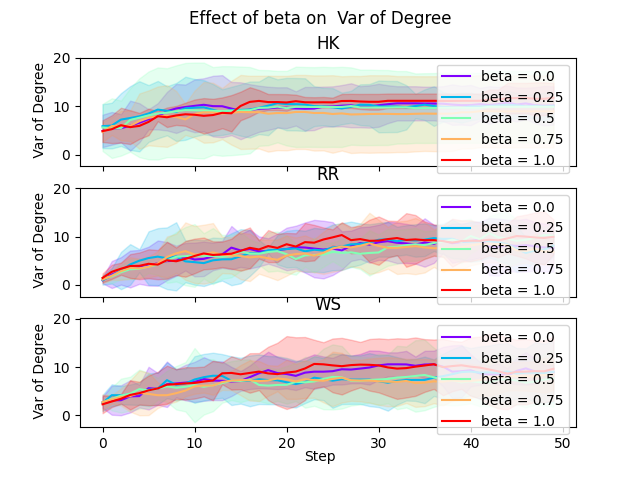 Effect of beta on  Var of Degree
HK
Var of Degree
20
10
0
beta = 0.0
beta = 0.25
beta = 0.5
beta = 0.75
beta = 1.0
RR
Var of Degree
20
10
0
beta = 0.0
beta = 0.25
beta = 0.5
beta = 0.75
beta = 1.0
WS
Var of Degree
20
10
0
beta = 0.0
beta = 0.25
beta = 0.5
beta = 0.75
beta = 1.0
0 10 20 30 40 50
Step